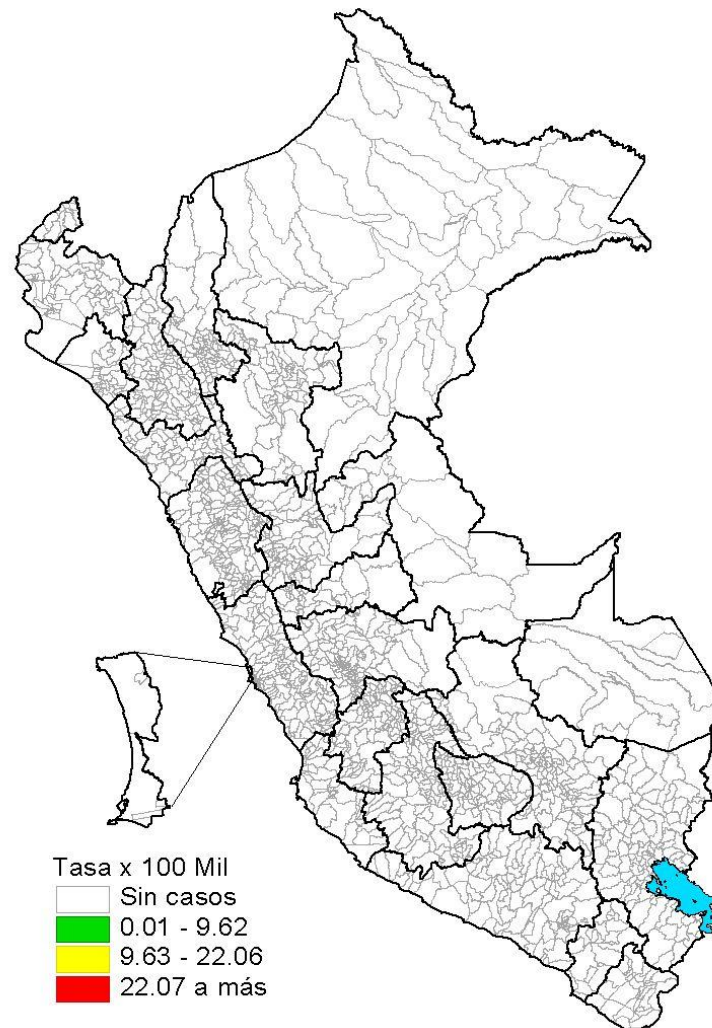 Tasa x 100 Mil
Sin casos
0.01 - 9.62
9.63 - 22.06
22.07 a más